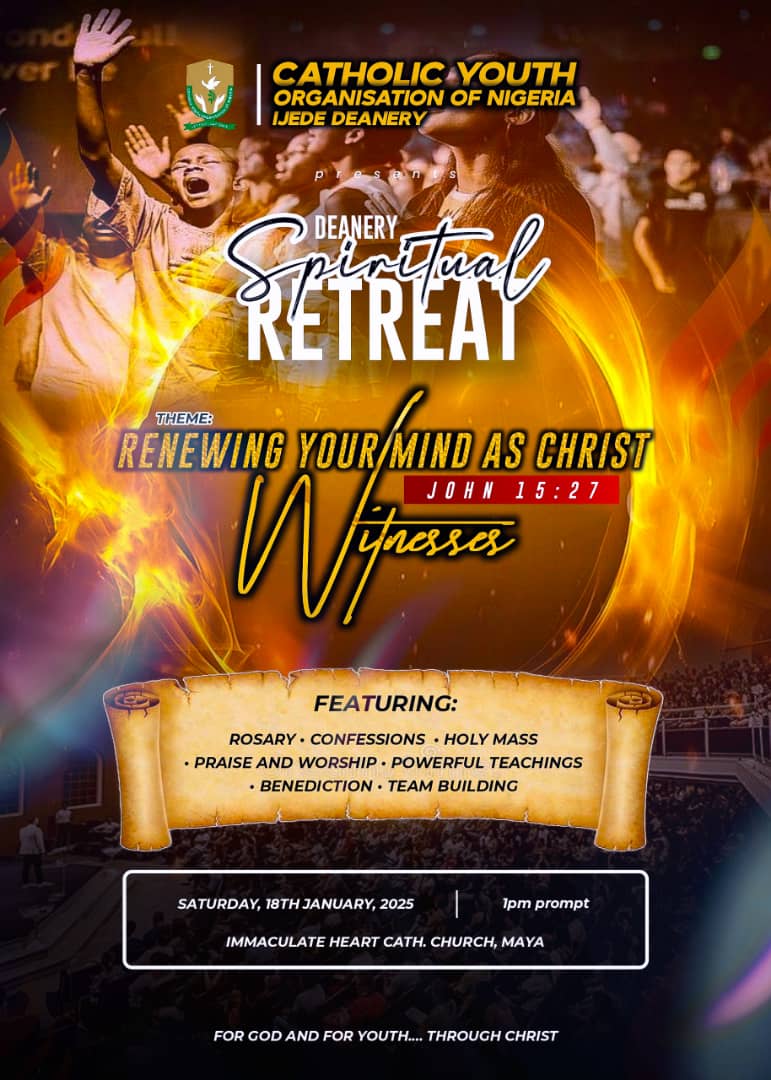 CATHOLIC YOUTH
ORGANISATION OF NIGERIA
IJEDE DEANERY
presents
DEANERY
Spiritual
RETREAT
THEME:
RENEWING YOUR MIND AS CHRIST
JOHN 15:27
Witnesses
FEATURING:
ROSARY • CONFESSIONS • HOLY MASS
• PRAISE AND WORSHIP • POWERFUL TEACHINGS
• BENEDICTION • TEAM BUILDING
SATURDAY, 18TH JANUARY, 2025
1pm prompt
IMMACULATE HEART CATH. CHURCH, MAYA
FOR GOD AND FOR YOUTH.... THROUGH CHRIST